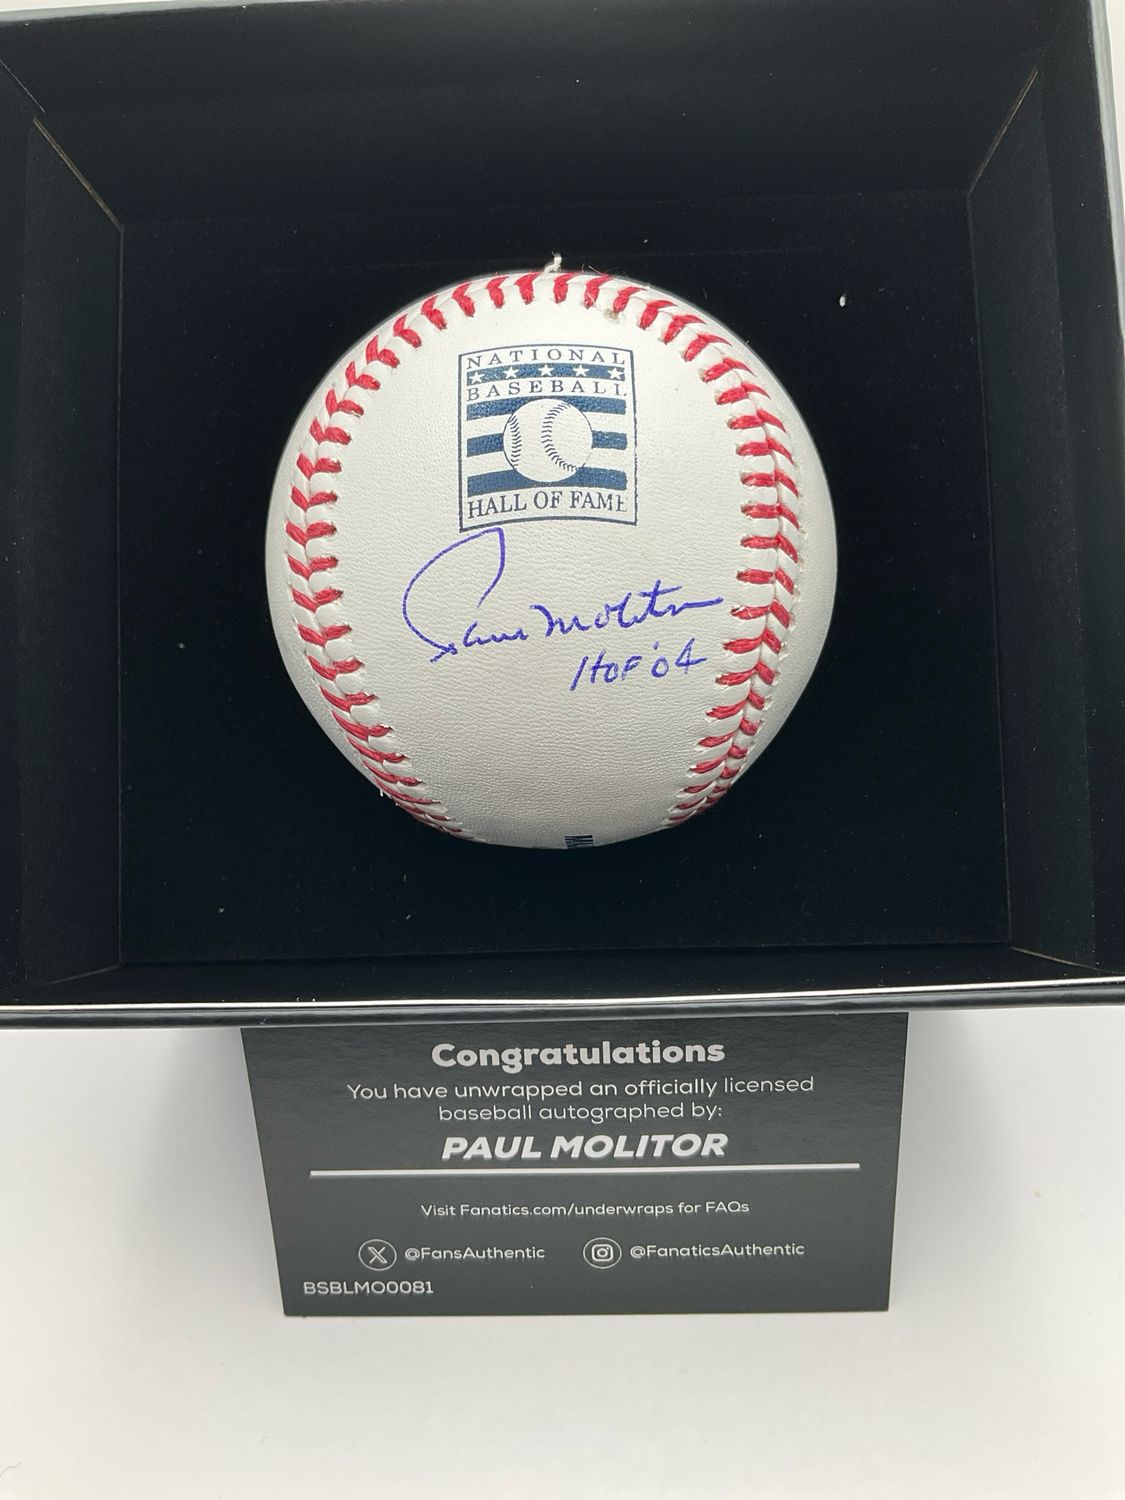 NATIONAL
BASEBALL
HALL OF FAME
Paul Molitor
HOF '04
Congratulations
You have unwrapped an officially licensed
baseball autographed by:
PAUL MOLITOR
Visit Fanatics.com/underwraps for FAQs
@FansAuthentic @FanaticsAuthentic
BSBLMO0081